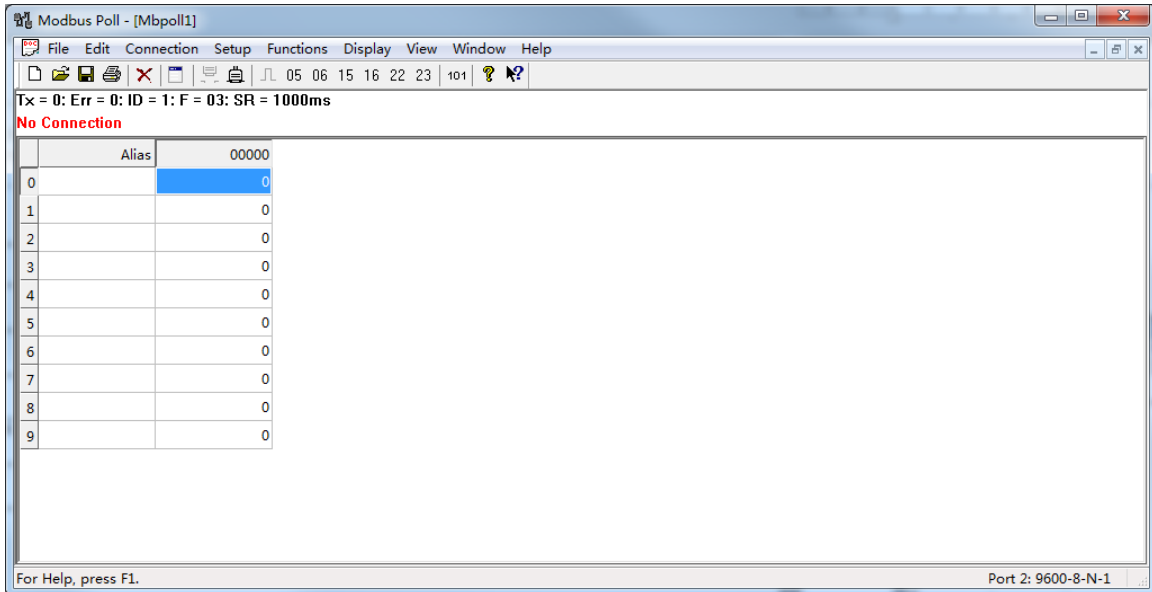 Modbus Poll - [Mbpoll1]
File Edit Connection Setup Functions Display View Window Help
05 06 15 16 22 23 101
Tx = 0: Err = 0: ID = 1: F = 03: SR = 1000ms
No Connection
Alias 00000
0 0
1 0
2 0
3 0
4 0
5 0
6 0
7 0
8 0
9 0
For Help, press F1. Port 2: 9600-8-N-1